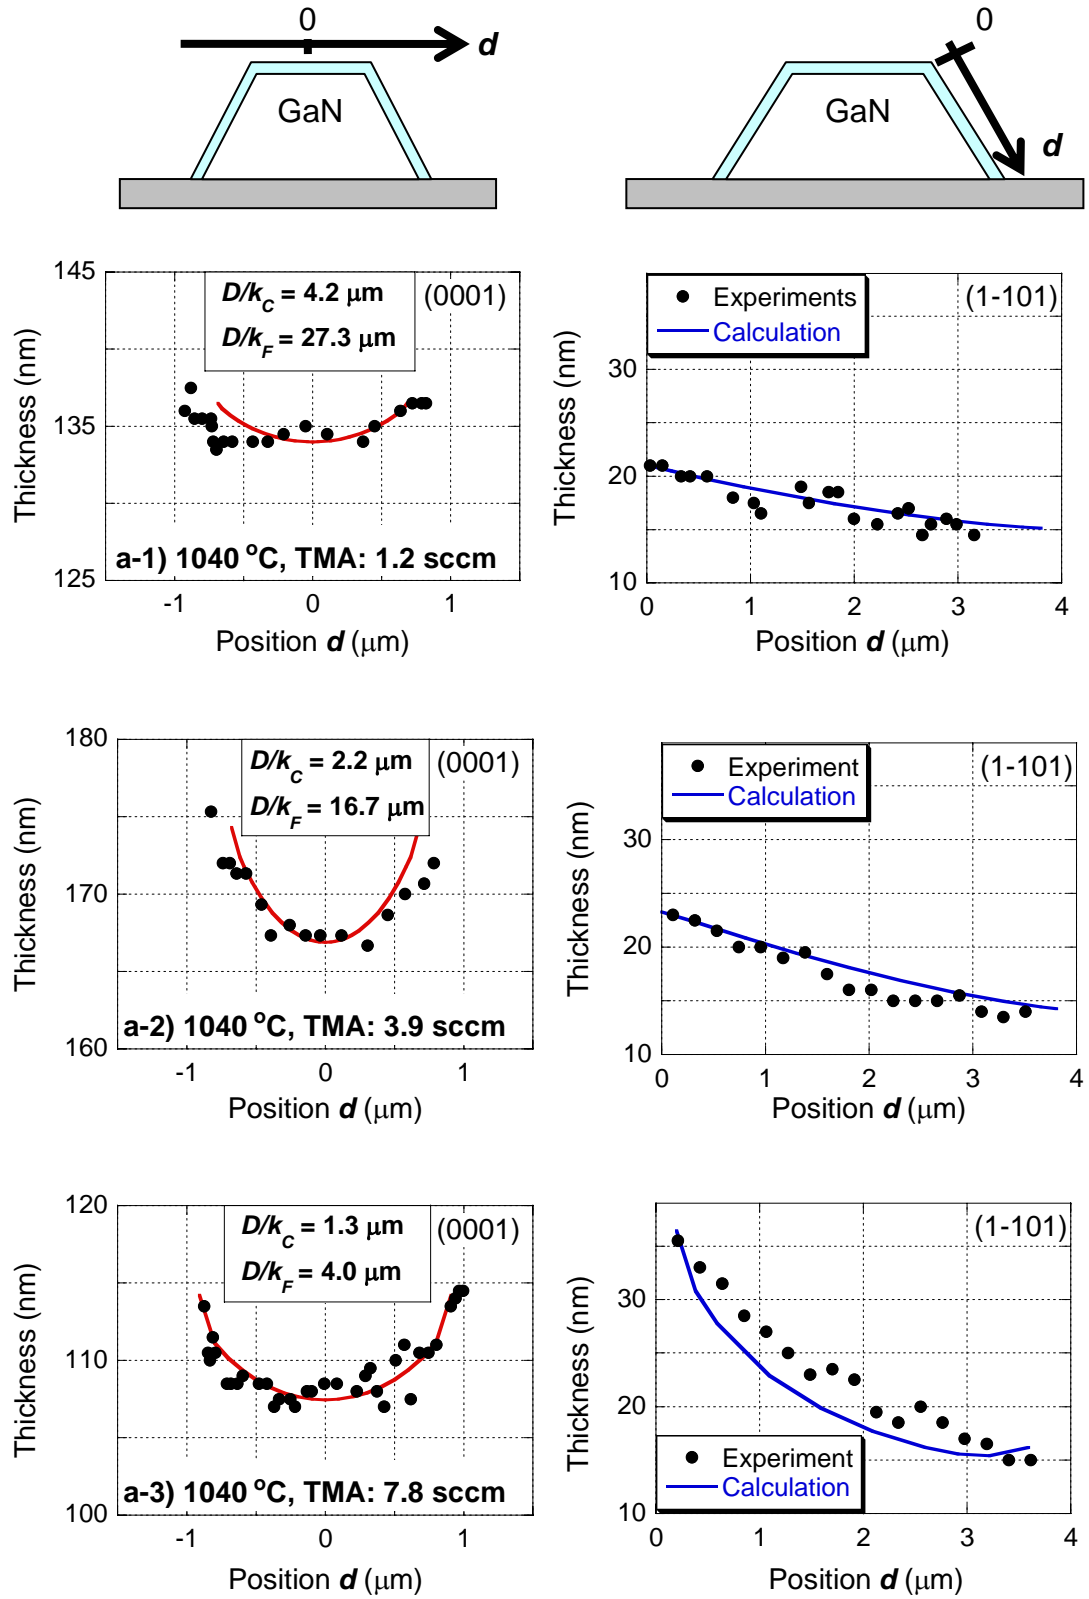 0
d
GaN
0
d
GaN
145
135
125
Thickness (nm)
D/k_C = 4.2 μm
D/k_F = 27.3 μm
(0001)
a-1) 1040 °C, TMA: 1.2 sccm
-1 0 1
Position d (μm)
30
20
10
Thickness (nm)
Experiments
Calculation
(1-101)
0 1 2 3 4
Position d (μm)
180
170
160
Thickness (nm)
D/k_C = 2.2 μm
D/k_F = 16.7 μm
(0001)
a-2) 1040 °C, TMA: 3.9 sccm
-1 0 1
Position d (μm)
30
20
10
Thickness (nm)
Experiment
Calculation
(1-101)
0 1 2 3 4
Position d (μm)
120
110
100
Thickness (nm)
D/k_C = 1.3 μm
D/k_F = 4.0 μm
(0001)
a-3) 1040 °C, TMA: 7.8 sccm
-1 0 1
Position d (μm)
30
20
10
Thickness (nm)
(1-101)
Experiment
Calculation
0 1 2 3 4
Position d (μm)